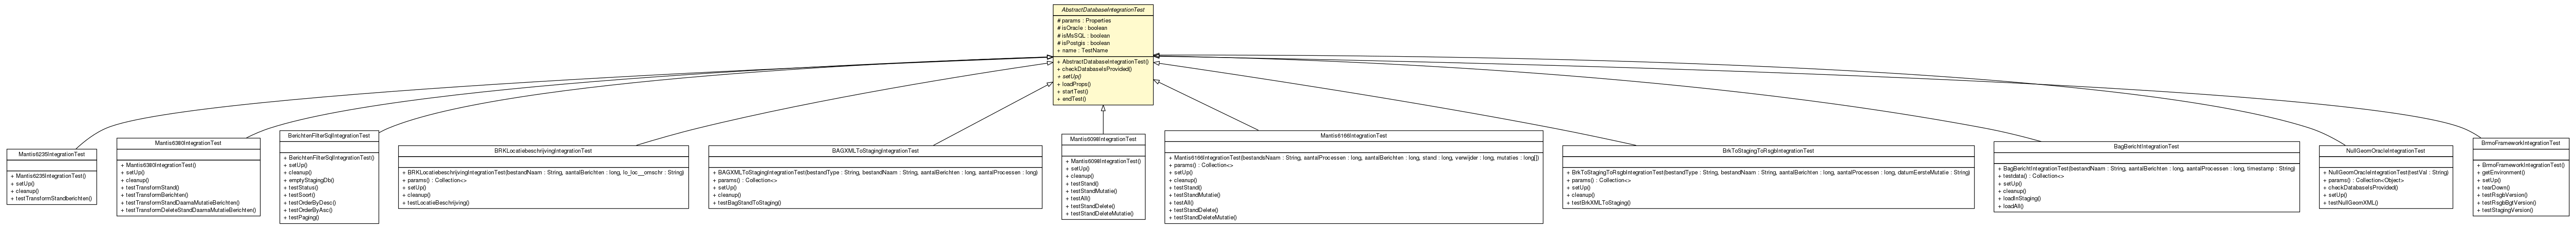 AbstractDatabaseIntegrationTest
# params : Properties
# isOracle : boolean
# isMsSQL : boolean
# isPostgis : boolean
+ name : TestName
+ AbstractDatabaseIntegrationTest()
+ checkDatabaseIsProvided()
+ setUp()
+ loadProps()
+ startTest()
+ endTest()
Mantis6235IntegrationTest
+ Mantis6235IntegrationTest()
+ setUp()
+ cleanup()
+ testTransformStandberichten()
Mantis6380IntegrationTest
+ Mantis6380IntegrationTest()
+ setUp()
+ cleanup()
+ testTransformStand()
+ testTransformBerichten()
+ testTransformStandDaarnaMutatieBerichten()
+ testTransformDeleteStandDaarnaMutatieBerichten()
BerichtenFilterSqlIntegrationTest
+ BerichtenFilterSqlIntegrationTest()
+ setUp()
+ cleanup()
+ emptyStagingDb()
+ testStatus()
+ testSoort()
+ testOrderByDesc()
+ testOrderByAsc()
+ testPaging()
BRKLocatiebeschrijvingIntegrationTest
+ BRKLocatiebeschrijvingIntegrationTest(bestandNaam : String, aantalBerichten : long, lo_loc__omschr : String)
+ params() : Collection<>
+ setUp()
+ cleanup()
+ testLocatieBeschrijving()
BAGXMLToStagingIntegrationTest
+ BAGXMLToStagingIntegrationTest(bestandType : String, bestandNaam : String, aantalBerichten : long, aantalProcessen : long)
+ params() : Collection<>
+ setUp()
+ cleanup()
+ testBagStandToStaging()
Mantis6098IntegrationTest
+ Mantis6098IntegrationTest()
+ setUp()
+ cleanup()
+ testStand()
+ testStandMutatie()
+ testAll()
+ testStandDelete()
+ testStandDeleteMutatie()
Mantis6166IntegrationTest
+ Mantis6166IntegrationTest(bestandsNaam : String, aantalProcessen : long, aantalBerichten : long, stand : long, verwijder : long, mutaties : long[])
+ params() : Collection<>
+ setUp()
+ cleanup()
+ testStand()
+ testStandMutatie()
+ testAll()
+ testStandDelete()
+ testStandDeleteMutatie()
BrkToStagingToRsgbIntegrationTest
+ BrkToStagingToRsgbIntegrationTest(bestandType : String, bestandNaam : String, aantalBerichten : long, aantalProcessen : long, datumEersteMutatie : String)
+ params() : Collection<>
+ setUp()
+ cleanup()
+ testBrkXMLToStaging()
BagBerichtIntegrationTest
+ BagBerichtIntegrationTest(bestandNaam : String, aantalBerichten : long, aantalProcessen : long, timestamp : String)
+ testdata() : Collection<>
+ setUp()
+ cleanup()
+ loadInStaging()
+ loadAll()
NullGeomOracleIntegrationTest
+ NullGeomOracleIntegrationTest(testVal : String)
+ params() : Collection<Object>
+ checkDatabaseIsProvided()
+ setUp()
+ testNullGeomXML()
BrmoFrameworkIntegrationTest
+ BrmoFrameworkIntegrationTest()
+ getEnvironment()
+ setUp()
+ tearDown()
+ testRsgbVersion()
+ testRsgbBgtVersion()
+ testStagingVersion()